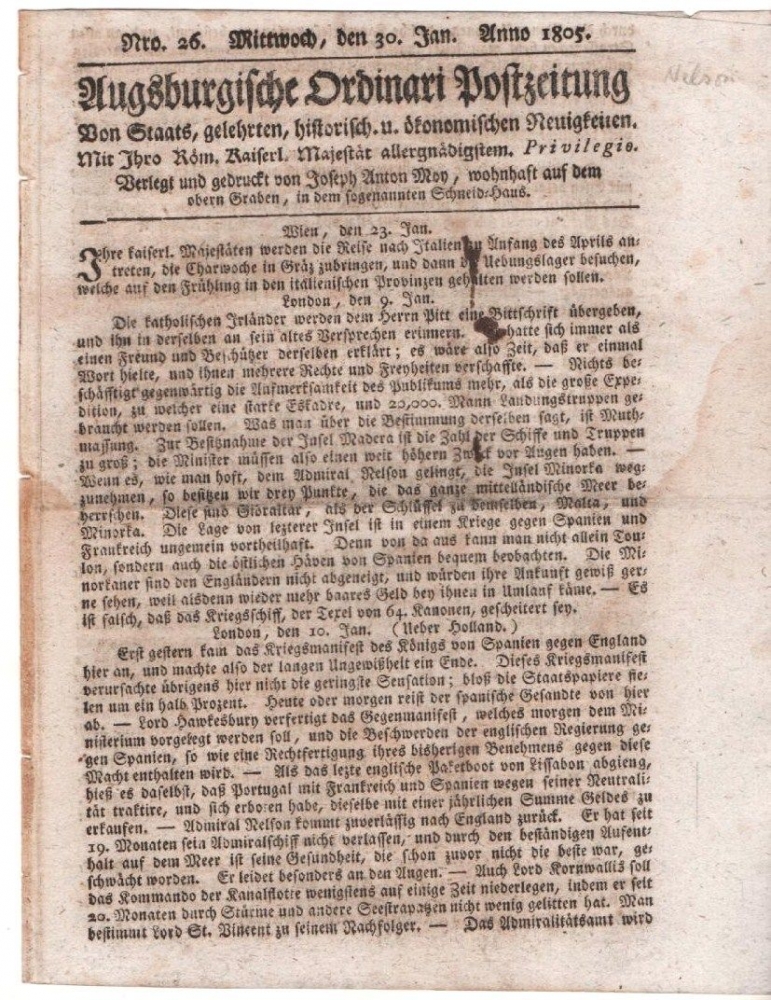 Nro. 26. Mittwoch, den 30. Jan. Anno 1805.
Nelson
Augsburgische Ordinari Postzeitung
Von Staats, gelehrten, historisch. u. ökonomischen Neuigkeiten.
Mit Ihro Röm. Kaiserl. Majestät allergnädigstem. Privilegio.
Verlegt und gedruckt von Joseph Anton Moy, wohnhaft auf dem
obern Graben, in dem sogenannten Schneid-Haus.
Wien, den 23. Jan.
Ihre kaiserl. Majestäten werden die Reise nach Italien zu Anfang des Aprils an-
treten, die Charwoche in Gräz zubringen, und dann die Uebungslager besuchen,
welche auf den Frühling in den italienischen Provinzen gehalten werden sollen.
London, den 9. Jan.
Die katholischen Irländer werden dem Herrn Pitt eine Bittschrift übergeben,
und ihn in derselben an sein altes Versprechen erinnern. hatte sich immer als
einen Freund und Beschützer derselben erklärt; es wäre also Zeit, daß er einmal
Wort hielte, und ihnen mehrere Rechte und Freyheiten verschaffte. — Nichts be-
schäfftigt gegenwärtig die Aufmerksamkeit des Publikums mehr, als die große Expe-
dition, zu welcher eine starke Eskadre, und 20,000. Mann Landungstruppen ge-
braucht werden sollen. Was man über die Bestimmung derselben sagt, ist Muth-
massung. Zur Besitznahme der Insel Madera ist die Zahl der Schiffe und Truppen
zu groß; die Minister müssen also einen weit höhern Zweck vor Augen haben. —
Wenn es, wie man hoft, dem Admiral Nelson gelingt, die Insel Minorka weg-
zunehmen, so besitzen wir drey Punkte, die das ganze mittelländische Meer be-
herrschen. Diese sind Gibraltar, als der Schlüssel zu demselben, Malta, und
Minorka. Die Lage von lezterer Insel ist in einem Kriege gegen Spanien und
Frankreich ungemein vortheilhaft. Denn von da aus kann man nicht allein Tou-
lon, sondern auch die östlichen Häven von Spanien bequem beobachten. Die Mi-
norkaner sind den Engländern nicht abgeneigt, und würden ihre Ankunft gewiß ger-
ne sehen, weil alsdenn wieder mehr baares Geld bey ihnen in Umlauf käme. — Es
ist falsch, daß das Kriegsschiff, der Texel von 64. Kanonen, gescheitert sey.
London, den 10. Jan. (Ueber Holland.)
Erst gestern kam das Kriegsmanifest des Königs von Spanien gegen England
hier an, und machte also der langen Ungewißheit ein Ende. Dieses Kriegsmanifest
verursachte übrigens hier nicht die geringste Sensation; bloß die Staatspapiere fie-
len um ein halb Prozent. Heute oder morgen reist der spanische Gesandte von hier
ab. — Lord Hawkesbury verfertigt das Gegenmanifest, welches morgen dem Mi-
nisterium vorgelegt werden soll, und die Beschwerden der englischen Regierung ge-
gen Spanien, so wie eine Rechtfertigung ihres bisherigen Benehmens gegen diese
Macht enthalten wird. — Als das lezte englische Paketboot von Lissabon abgieng,
hieß es daselbst, daß Portugal mit Frankreich und Spanien wegen seiner Neutrali-
tät traktire, und sich erboten habe, dieselbe mit einer jährlichen Summe Geldes zu
erkaufen. — Admiral Nelson kommt zuverlässig nach England zurück. Er hat seit
19. Monaten sein Admiralschiff nicht verlassen, und durch den beständigen Aufent-
halt auf dem Meer ist seine Gesundheit, die schon zuvor nicht die beste war, ge-
schwächt worden. Er leidet besonders an den Augen. — Auch Lord Kornwallis soll
das Kommando der Kanalflotte wenigstens auf einige Zeit niederlegen, indem er seit
20. Monaten durch Stürme und andere Seestrapatzen nicht wenig gelitten hat. Man
bestimmt Lord St. Vincent zu seinem Nachfolger. — Das Admiralitätsamt wird